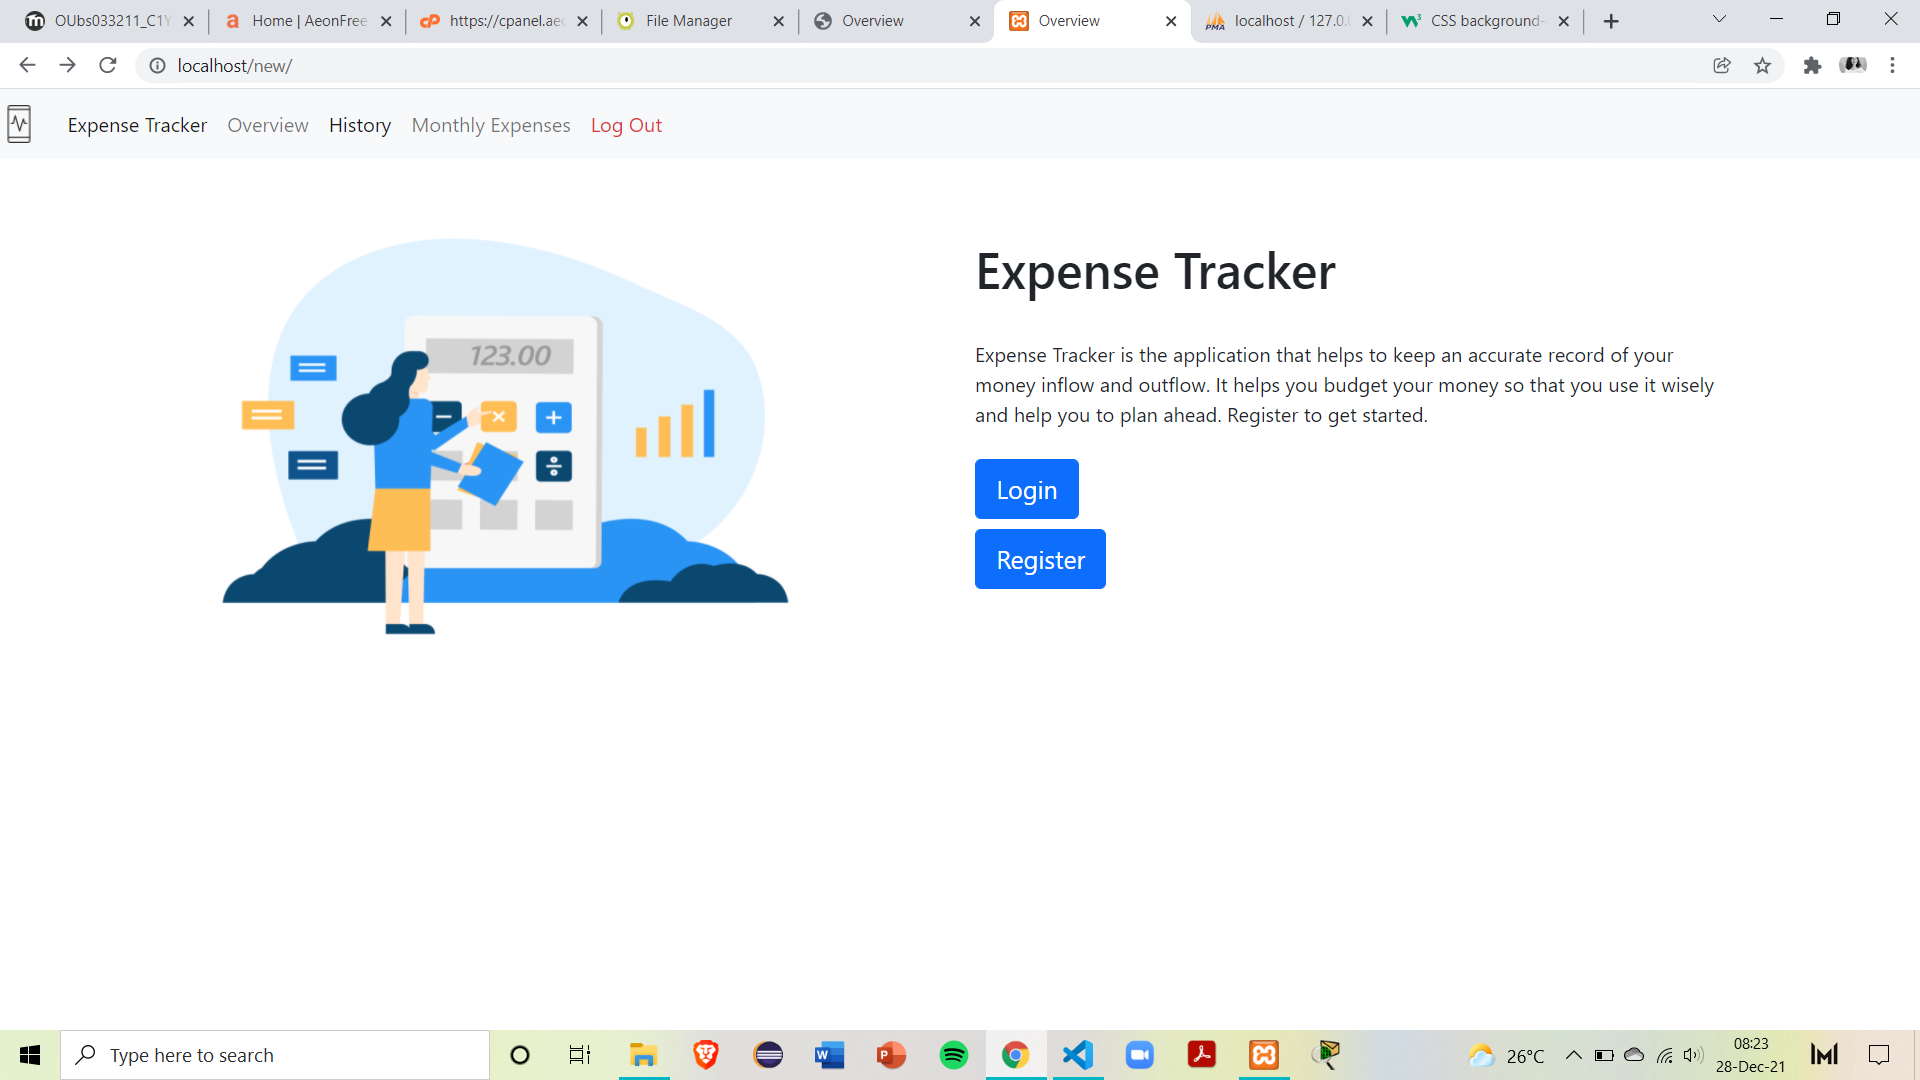 OUbs033211_C1Y
Home | AeonFree
https://cpanel.aeo
File Manager
Overview
Overview
PMA
localhost / 127.0.0
CSS background-
localhost/new/
Expense Tracker Overview History Monthly Expenses Log Out
123.00
Expense Tracker
Expense Tracker is the application that helps to keep an accurate record of your
money inflow and outflow. It helps you budget your money so that you use it wisely
and help you to plan ahead. Register to get started.
Login
Register
Type here to search
26°C
08:23
28-Dec-21